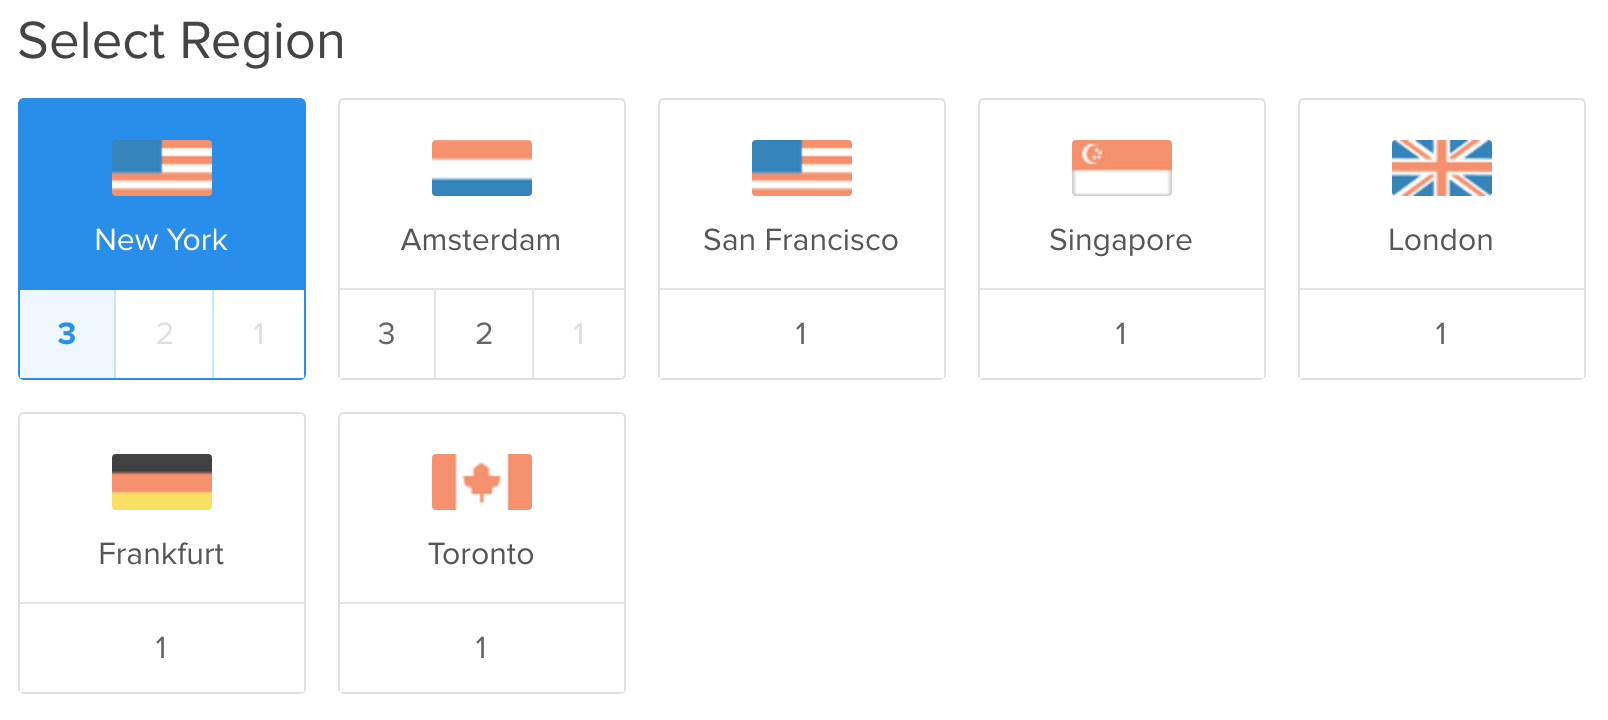 Select Region
New York
Amsterdam
San Francisco
Singapore
London
3 2 1
3 2 1
1
1
1
Frankfurt
Toronto
1
1